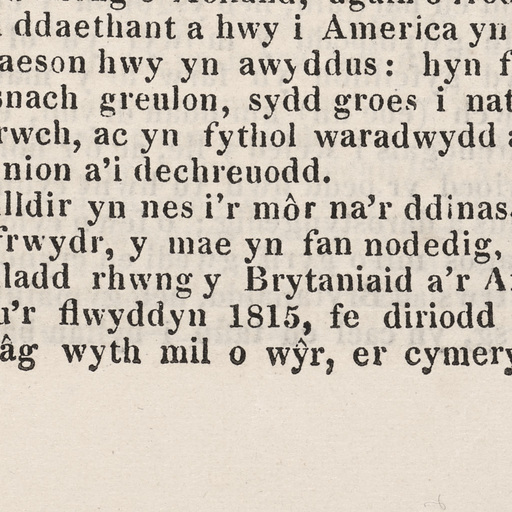 ddaethant a hwy i America yn
aeson hwy yn awyddus: hyn
greulon, sydd groes i
rwch, ac yn fythol waradwydd
nion a'i dechreuodd.
lldir yn nes i'r môr na'r ddinas
frwydr, y mae yn fan nodedig,
ladd rhwng y Brytaniaid a'r
u'r flwyddyn 1815, fe diriodd
âg wyth mil o wŷr, er cymery